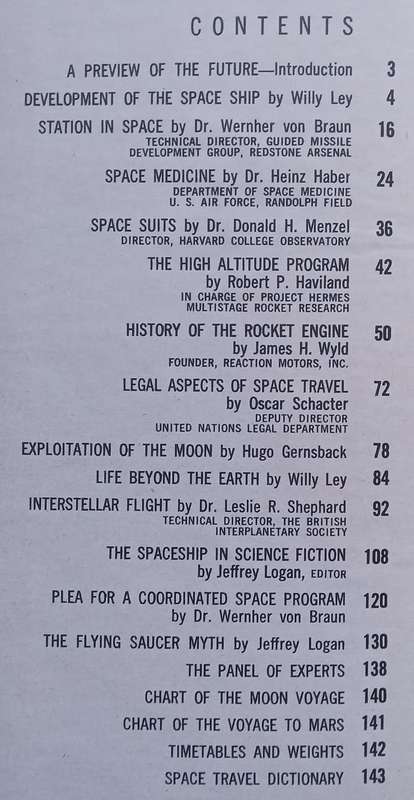 CONTENTS
A PREVIEW OF THE FUTURE—Introduction 3
DEVELOPMENT OF THE SPACE SHIP by Willy Ley 4
STATION IN SPACE by Dr. Wernher von Braun 16
TECHNICAL DIRECTOR, GUIDED MISSILE
DEVELOPMENT GROUP, REDSTONE ARSENAL
SPACE MEDICINE by Dr. Heinz Haber 24
DEPARTMENT OF SPACE MEDICINE
U. S. AIR FORCE, RANDOLPH FIELD
SPACE SUITS by Dr. Donald H. Menzel 36
DIRECTOR, HARVARD COLLEGE OBSERVATORY
THE HIGH ALTITUDE PROGRAM 42
by Robert P. Haviland
IN CHARGE OF PROJECT HERMES
MULTISTAGE ROCKET RESEARCH
HISTORY OF THE ROCKET ENGINE 50
by James H. Wyld
FOUNDER, REACTION MOTORS, INC.
LEGAL ASPECTS OF SPACE TRAVEL 72
by Oscar Schacter
DEPUTY DIRECTOR
UNITED NATIONS LEGAL DEPARTMENT
EXPLOITATION OF THE MOON by Hugo Gernsback 78
LIFE BEYOND THE EARTH by Willy Ley 84
INTERSTELLAR FLIGHT by Dr. Leslie R. Shephard 92
TECHNICAL DIRECTOR, THE BRITISH
INTERPLANETARY SOCIETY
THE SPACESHIP IN SCIENCE FICTION 108
by Jeffrey Logan, EDITOR
PLEA FOR A COORDINATED SPACE PROGRAM 120
by Dr. Wernher von Braun
THE FLYING SAUCER MYTH by Jeffrey Logan 130
THE PANEL OF EXPERTS 138
CHART OF THE MOON VOYAGE 140
CHART OF THE VOYAGE TO MARS 141
TIMETABLES AND WEIGHTS 142
SPACE TRAVEL DICTIONARY 143